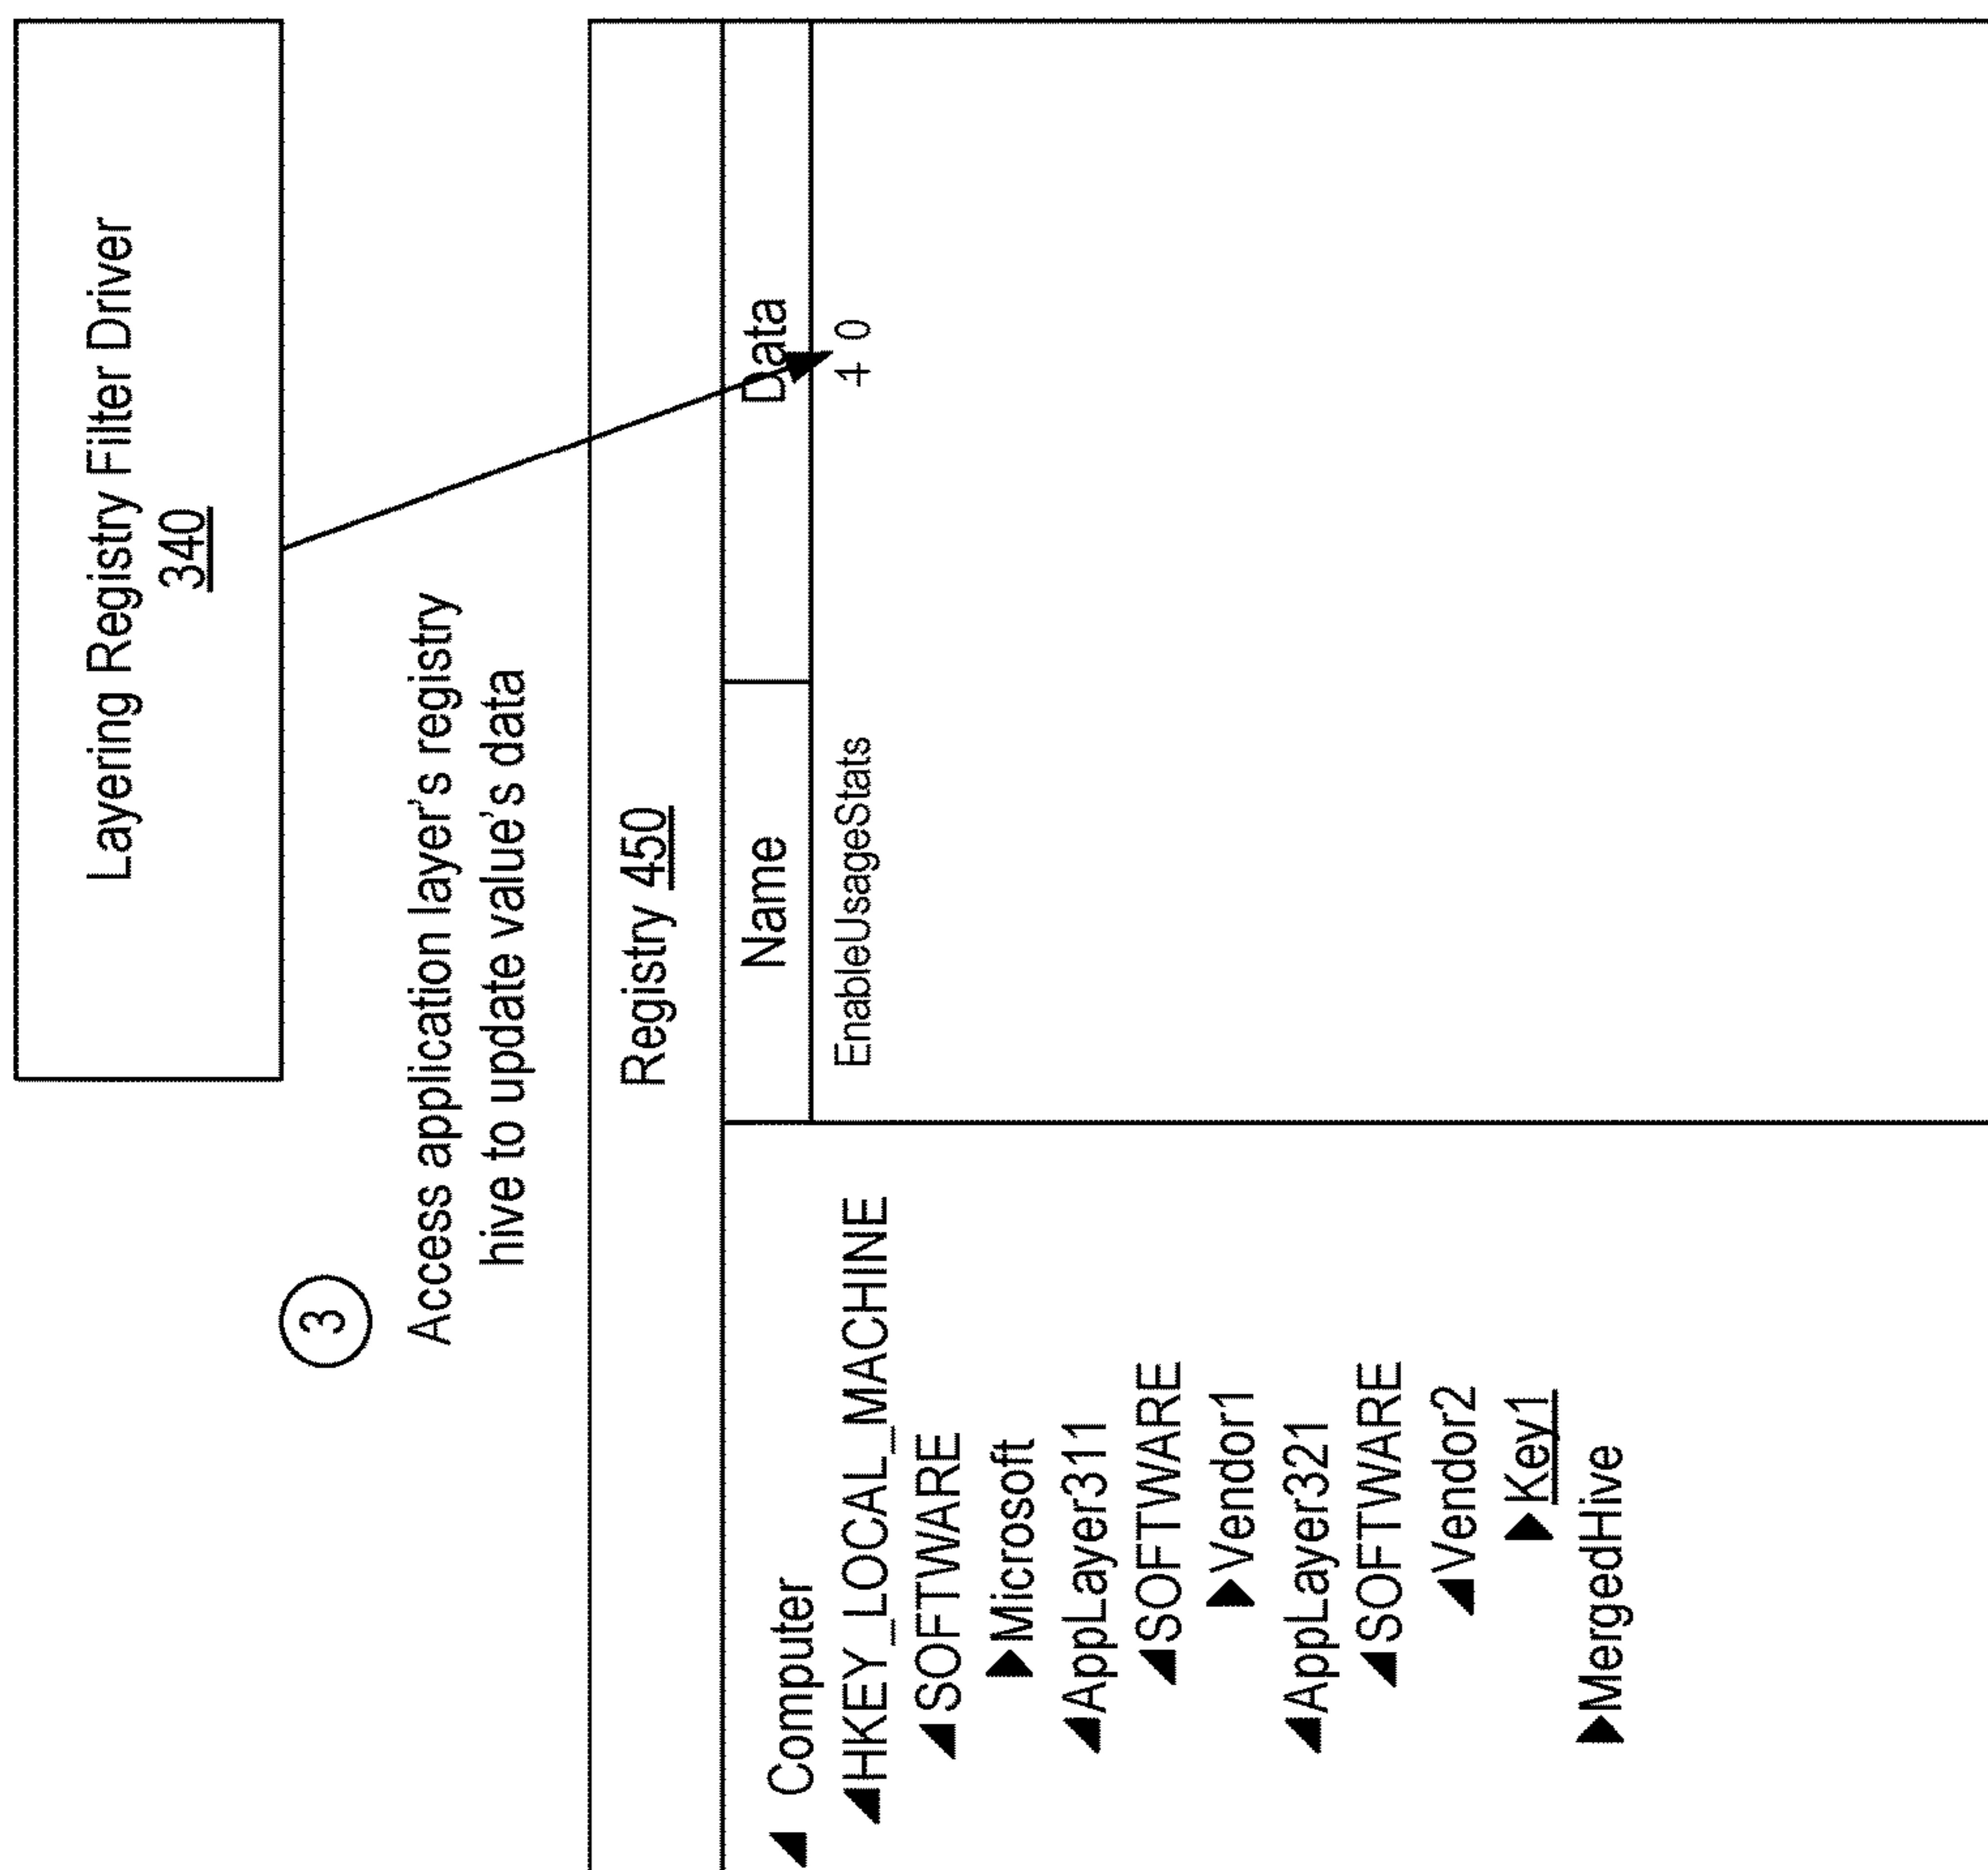 Layering Registry Filter Driver
340
3
Access application layer's registry
hive to update value's data
Registry 450
Name
Data
EnableUsageStats
1 0
Computer
HKEY_LOCAL_MACHINE
SOFTWARE
Microsoft
AppLayer311
SOFTWARE
Vendor1
AppLayer321
SOFTWARE
Vendor2
Key1
MergedHive